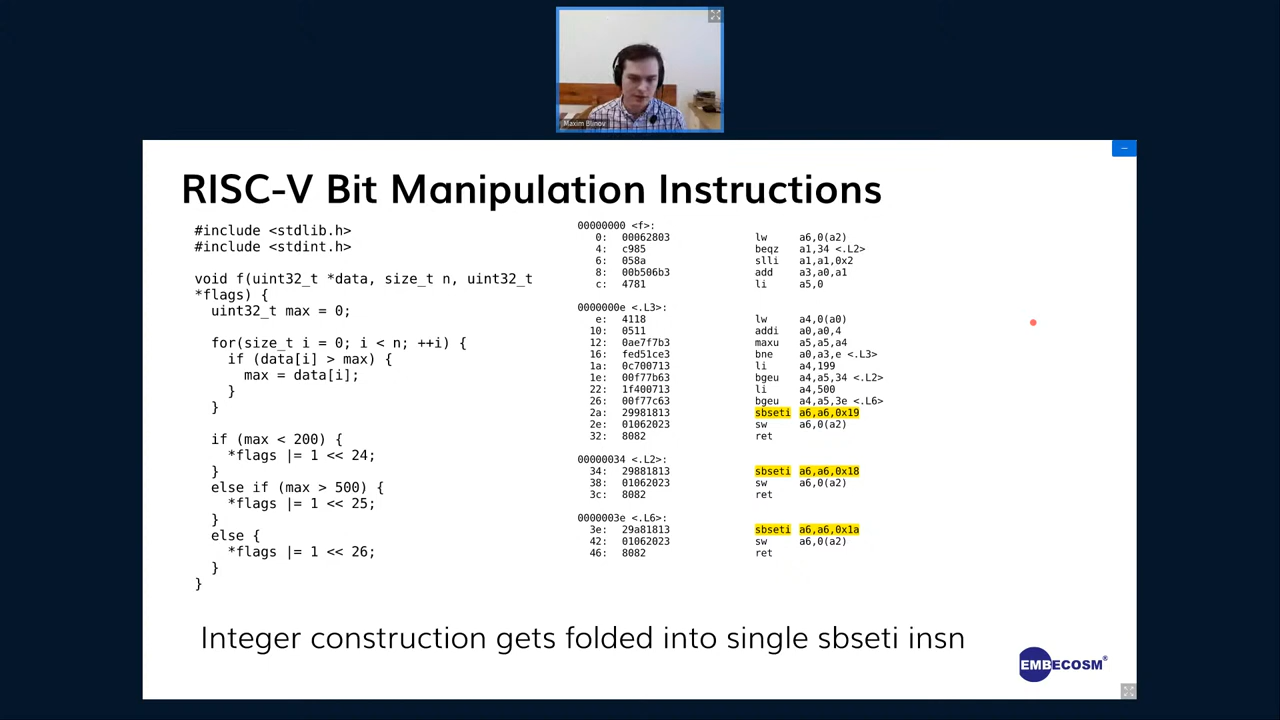 Maxim Blinov
RISC-V Bit Manipulation Instructions
#include <stdlib.h>
#include <stdint.h>
void f(uint32_t *data, size_t n, uint32_t
*flags) {
uint32_t max = 0;
for(size_t i = 0; i < n; ++i) {
if (data[i] > max) {
max = data[i];
}
}
if (max < 200) {
*flags |= 1 << 24;
}
else if (max > 500) {
*flags |= 1 << 25;
}
else {
*flags |= 1 << 26;
}
}
00000000 <f>:
0: 00062803 lw a6,0(a2)
4: c985 beqz a1,34 <.L2>
6: 058a slli a1,a1,0x2
8: 00b506b3 add a3,a0,a1
c: 4781 li a5,0
0000000e <.L3>:
e: 4118 lw a4,0(a0)
10: 0511 addi a0,a0,4
12: 0ae7f7b3 maxu a5,a5,a4
16: fed51ce3 bne a0,a3,e <.L3>
1a: 0c700713 li a4,199
1e: 00f77b63 bgeu a4,a5,34 <.L2>
22: 1f400713 li a4,500
26: 00f77c63 bgeu a4,a5,3e <.L6>
2a: 29981813 sbseti a6,a6,0x19
2e: 01062023 sw a6,0(a2)
32: 8082 ret
00000034 <.L2>:
34: 29881813 sbseti a6,a6,0x18
38: 01062023 sw a6,0(a2)
3c: 8082 ret
0000003e <.L6>:
3e: 29a81813 sbseti a6,a6,0x1a
42: 01062023 sw a6,0(a2)
46: 8082 ret
Integer construction gets folded into single sbseti insn
EMBECOSM®